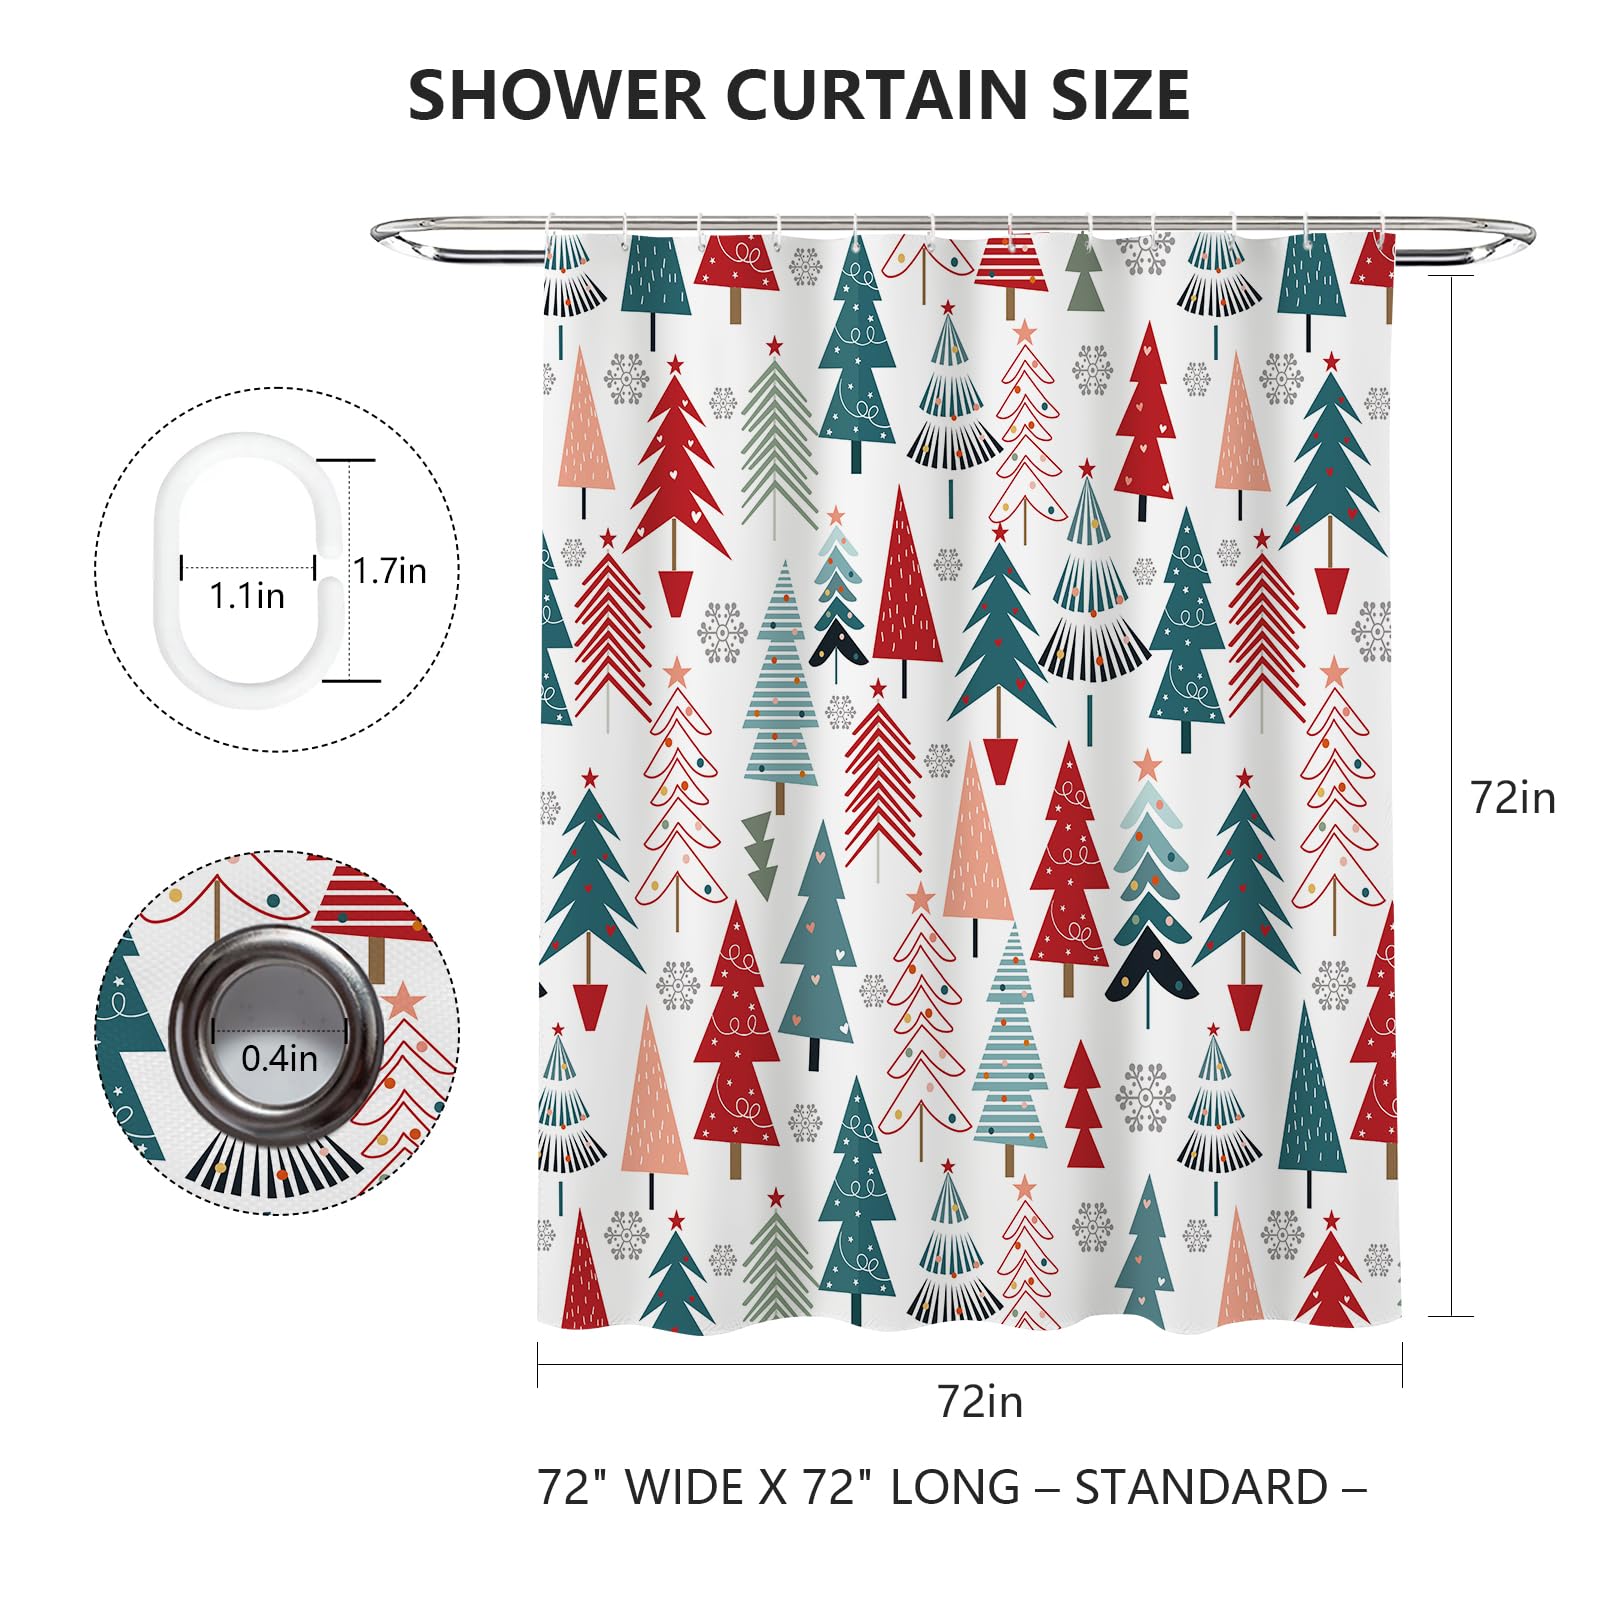 SHOWER CURTAIN SIZE
1.7in
1.1in
0.4in
72in
72in
72" WIDE X 72" LONG – STANDARD –